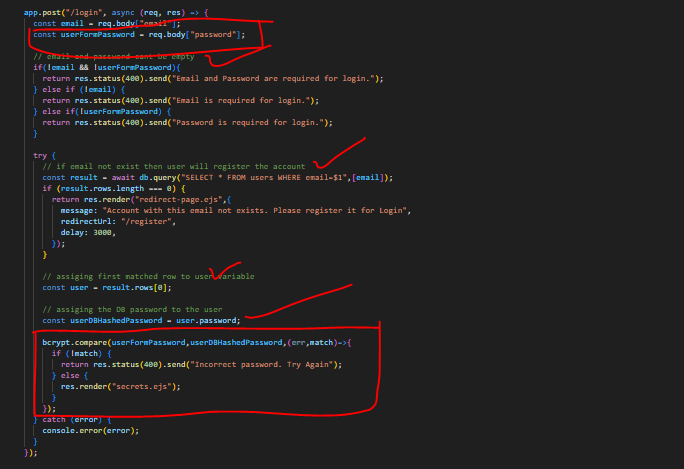 app.post("/login", async (req, res) => {
const email = req.body["email"];
const userFormPassword = req.body["password"];
// email and password cant be empty
if(!email && !userFormPassword){
return res.status(400).send("Email and Password are required for login.");
} else if (!email) {
return res.status(400).send("Email is required for login.");
} else if(!userFormPassword) {
return res.status(400).send("Password is required for login.");
}
try {
// if email not exist then user will register the account
const result = await db.query("SELECT * FROM users WHERE email=$1",[email]);
if (result.rows.length === 0) {
return res.render("redirect-page.ejs",{
message: "Account with this email not exists. Please register it for Login",
redirectUrl: "/register",
delay: 3000,
});
}
// assiging first matched row to user variable
const user = result.rows[0];
// assiging the DB password to the user
const userDBHashedPassword = user.password;
bcrypt.compare(userFormPassword,userDBHashedPassword,(err,match)=>{
if (!match) {
return res.status(400).send("Incorrect password. Try Again");
} else {
res.render("secrets.ejs");
}
});
} catch (error) {
console.error(error);
}
});